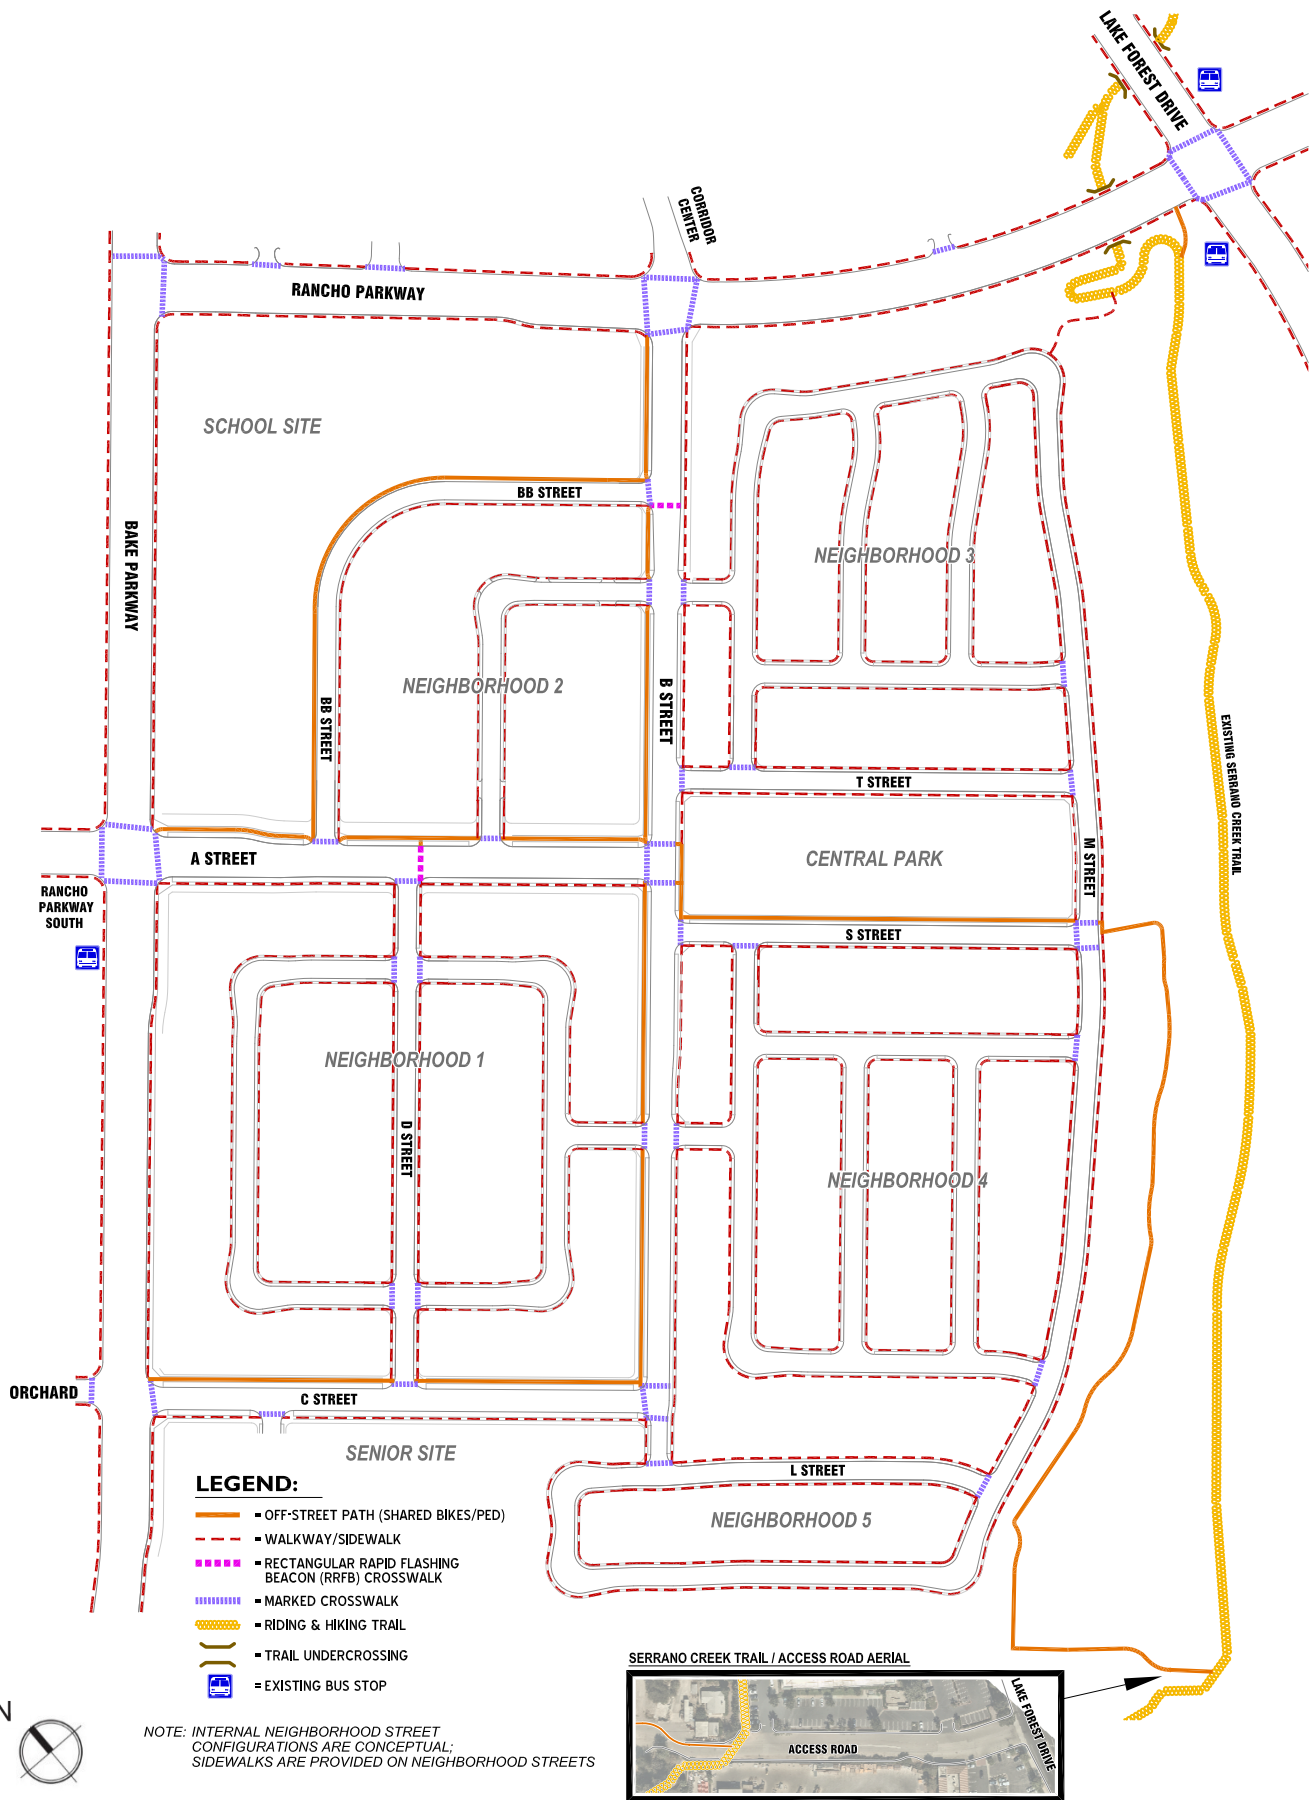 LAKE FOREST DRIVE
CORRIDOR
CENTER
RANCHO PARKWAY
SCHOOL SITE
BB STREET
BAKE PARKWAY
NEIGHBORHOOD 3
NEIGHBORHOOD 2
BB STREET
B STREET
EXISTING SERRANO CREEK TRAIL
T STREET
A STREET
CENTRAL PARK
M STREET
RANCHO
PARKWAY
SOUTH
S STREET
NEIGHBORHOOD 1
D STREET
NEIGHBORHOOD 4
ORCHARD
C STREET
SENIOR SITE
L STREET
NEIGHBORHOOD 5
LEGEND:
= OFF-STREET PATH (SHARED BIKES/PED)
= WALKWAY/SIDEWALK
= RECTANGULAR RAPID FLASHING
BEACON (RRFB) CROSSWALK
= MARKED CROSSWALK
= RIDING & HIKING TRAIL
= TRAIL UNDERCROSSING
= EXISTING BUS STOP
N
NOTE: INTERNAL NEIGHBORHOOD STREET
CONFIGURATIONS ARE CONCEPTUAL;
SIDEWALKS ARE PROVIDED ON NEIGHBORHOOD STREETS
SERRANO CREEK TRAIL / ACCESS ROAD AERIAL
ACCESS ROAD
LAKE FOREST DRIVE